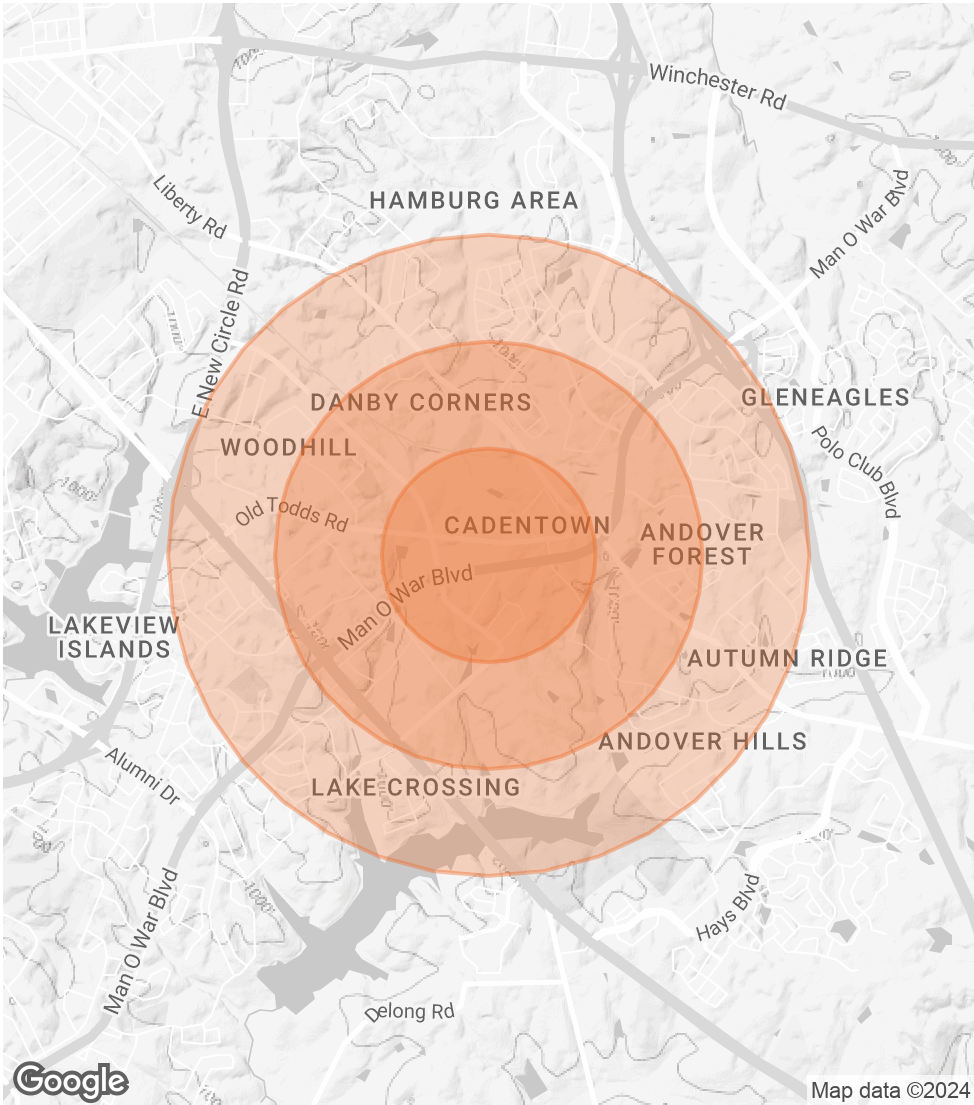 Winchester Rd
Liberty Rd
HAMBURG AREA
Man O War Blvd
E New Circle Rd
DANBY CORNERS
GLENEAGLES
WOODHILL
Polo Club Blvd
1000'
Old Todds Rd
CADENTOWN
ANDOVER
FOREST
Man O War Blvd
LAKEVIEW
ISLANDS
AUTUMN RIDGE
ANDOVER HILLS
Alumni Dr
LAKE CROSSING
1000'
Man O War Blvd
Hays Blvd
Delong Rd
Google
Map data ©2024